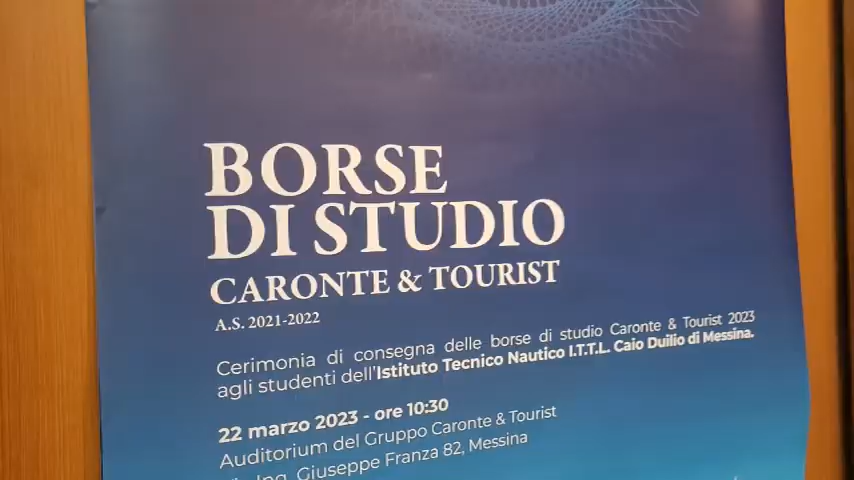 BORSE
DI STUDIO
CARONTE & TOURIST
A.S. 2021-2022
Cerimonia di consegna delle borse di studio Caronte & Tourist 2023
agli studenti dell'Istituto Tecnico Nautico I.T.T.L. Caio Duilio di Messina.
22 marzo 2023 - ore 10:30
Auditorium del Gruppo Caronte & Tourist
Ing. Giuseppe Franza 82, Messina